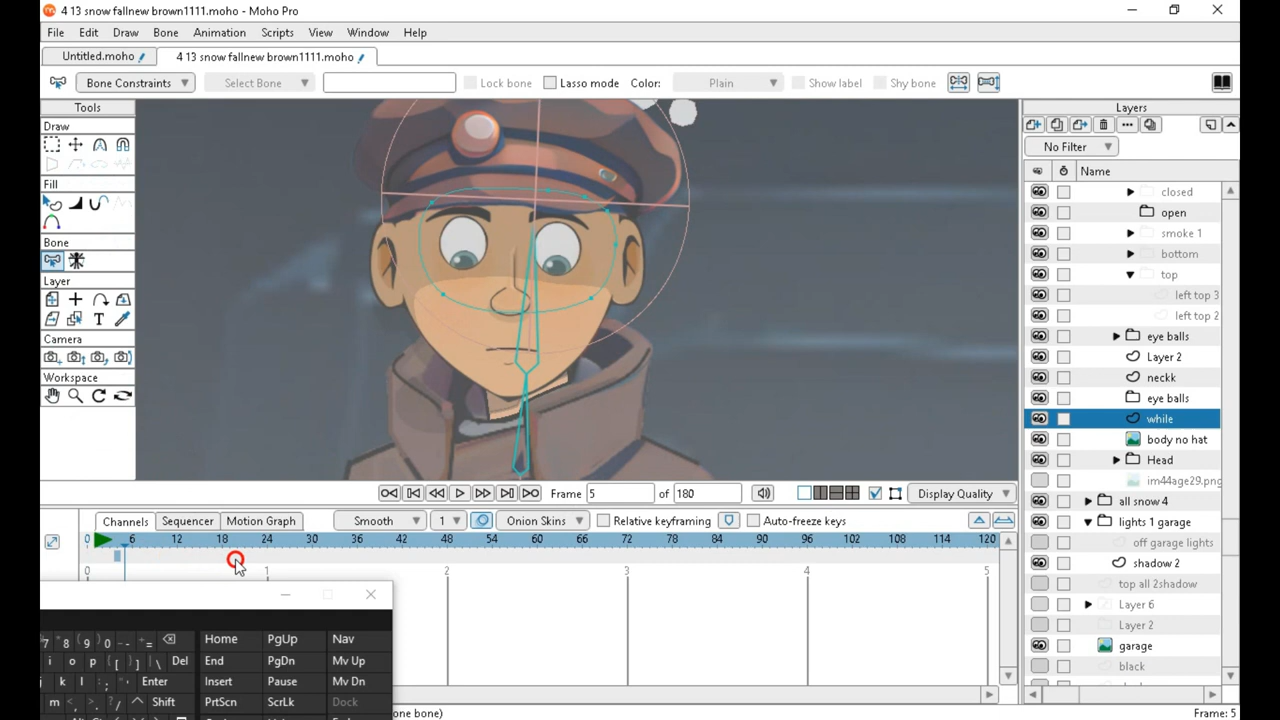 4 13 snow fallnew brown1111.moho - Moho Pro
File Edit Draw Bone Animation Scripts View Window Help
Untitled.moho 4 13 snow fallnew brown1111.moho
Bone Constraints Select Bone Lock bone Lasso mode Color: Plain Show label Shy bone
Tools
Draw
Fill
Bone
Layer
Camera
Workspace
Layers
No Filter
Name
closed
open
smoke 1
bottom
top
left top 3
left top 2
eye balls
Layer 2
neckk
eye balls
while
body no hat
Head
im44age29.png
all snow 4
lights 1 garage
off garage lights
shadow 2
top all 2shadow
Layer 6
Layer 2
garage
black
Frame 5 of 180 Display Quality
Channels Sequencer Motion Graph Smooth 1 Onion Skins Relative keyframing Auto-freeze keys
0 6 12 18 24 30 36 42 48 54 60 66 72 78 84 90 96 102 108 114 120
0 1 2 3 4 5
7 8 9 0 - = Home PgUp Nav
i o p [ ] \ Del End PgDn Mv Up
k l ; ' Enter Insert Pause Mv Dn
m , . / Shift PrtScn ScrLk Dock
one bone) Frame: 5